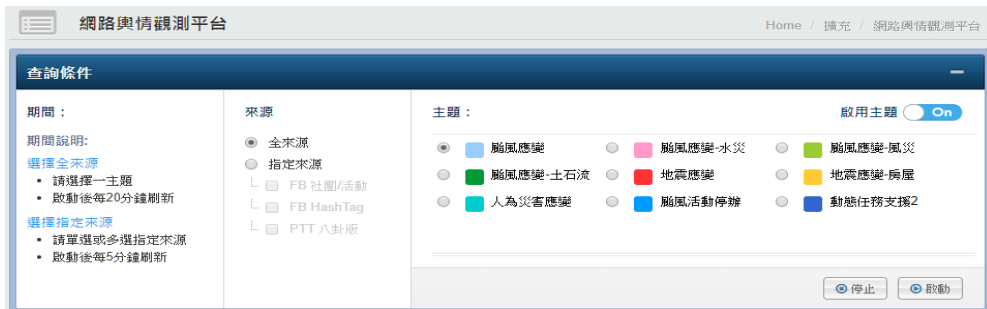 網路輿情觀測平台
Home / 擴充 / 網路輿情觀測平台
查詢條件
期間：
期間說明:
選擇全來源
• 請選擇一主題
• 啟動後每20分鐘刷新
選擇指定來源
• 請單選或多選指定來源
• 啟動後每5分鐘刷新
來源
全來源
指定來源
FB 社團/活動
FB HashTag
PTT 八卦版
主題：
啟用主題 On
颱風應變 颱風應變-水災 颱風應變-風災
颱風應變-土石流 地震應變 地震應變-房屋
人為災害應變 颱風活動停辦 動態任務支援2
停止 啟動